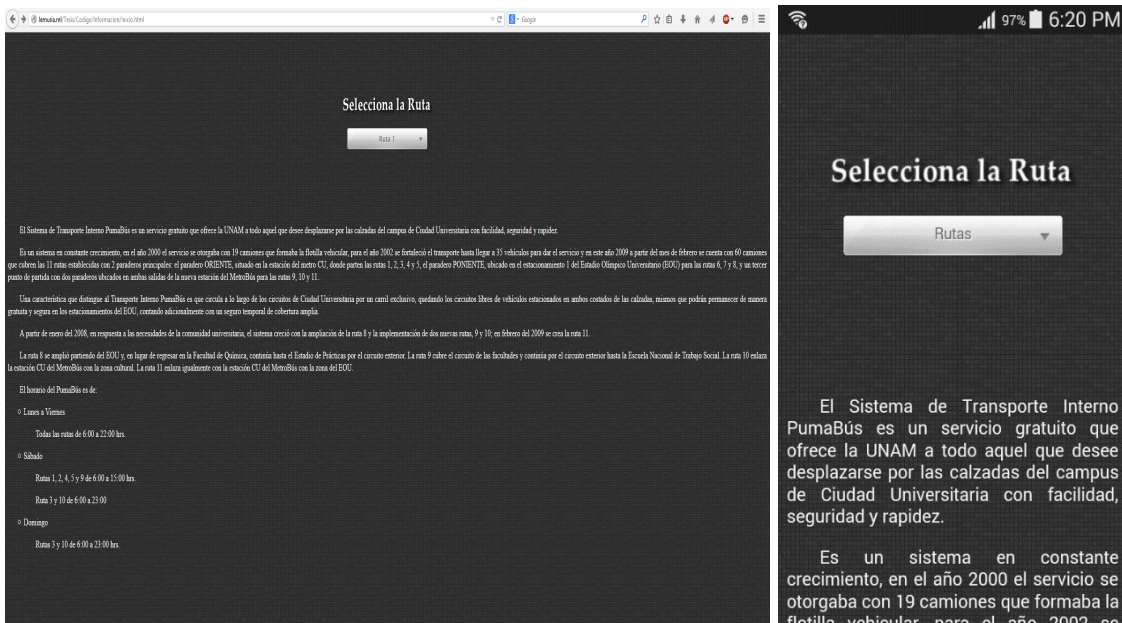 lemuria.ml/Tesis/Codigo/Informacion/Inicio.html
Google
Selecciona la Ruta
Ruta 1
El Sistema de Transporte Interno PumaBús es un servicio gratuito que ofrece la UNAM a todo aquel que desee desplazarse por las calzadas del campus de Ciudad Universitaria con facilidad, seguridad y rapidez.
Es un sistema en constante crecimiento, en el año 2000 el servicio se otorgaba con 19 camiones que formaba la flotilla vehicular, para el año 2002 se fortaleció el transporte hasta llegar a 35 vehículos para dar el servicio y en este año 2009 a partir del mes de febrero se cuenta con 60 camiones
que cubren las 11 rutas establecidas con 2 paraderos principales: el paradero ORIENTE, situado en la estación del metro CU, donde parten las rutas 1, 2, 3, 4 y 5, el paradero PONIENTE, ubicado en el estacionamiento 1 del Estadio Olímpico Universitario (EOU) para las rutas 6, 7 y 8, y un tercer
punto de partida con dos paraderos ubicados en ambas salidas de la nueva estación del MetroBús para las rutas 9, 10 y 11.
Una característica que distingue al Transporte Interno PumaBús es que circula a lo largo de los circuitos de Ciudad Universitaria por un carril exclusivo, quedando los circuitos libres de vehículos estacionados en ambos costados de las calzadas, mismos que podrán permanecer de manera
gratuita y segura en los estacionamientos del EOU, contando adicionalmente con un seguro temporal de cobertura amplia.
A partir de enero del 2008, en respuesta a las necesidades de la comunidad universitaria, el sistema creció con la ampliación de la ruta 8 y la implementación de dos nuevas rutas, 9 y 10; en febrero del 2009 se crea la ruta 11.
La ruta 8 se amplió partiendo del EOU y, en lugar de regresar en la Facultad de Química, continúa hasta el Estadio de Prácticas por el circuito exterior. La ruta 9 cubre el circuito de las facultades y continúa por el circuito exterior hasta la Escuela Nacional de Trabajo Social. La ruta 10 enlaza
la estación CU del MetroBús con la zona cultural. La ruta 11 enlaza igualmente con la estación CU del MetroBús con la zona del EOU.
El horario del PumaBús es de:
Lunes a Viernes
Todas las rutas de 6:00 a 22:00 hrs.
Sábado
Rutas 1, 2, 4, 5 y 9 de 6:00 a 15:00 hrs.
Ruta 3 y 10 de 6:00 a 23:00
Domingo
Rutas 3 y 10 de 6:00 a 23:00 hrs.
97% 6:20 PM
Selecciona la Ruta
Rutas
El Sistema de Transporte Interno
PumaBús es un servicio gratuito que
ofrece la UNAM a todo aquel que desee
desplazarse por las calzadas del campus
de Ciudad Universitaria con facilidad,
seguridad y rapidez.
Es un sistema en constante
crecimiento, en el año 2000 el servicio se
otorgaba con 19 camiones que formaba la
flotilla vehicular, para el año 2002 se